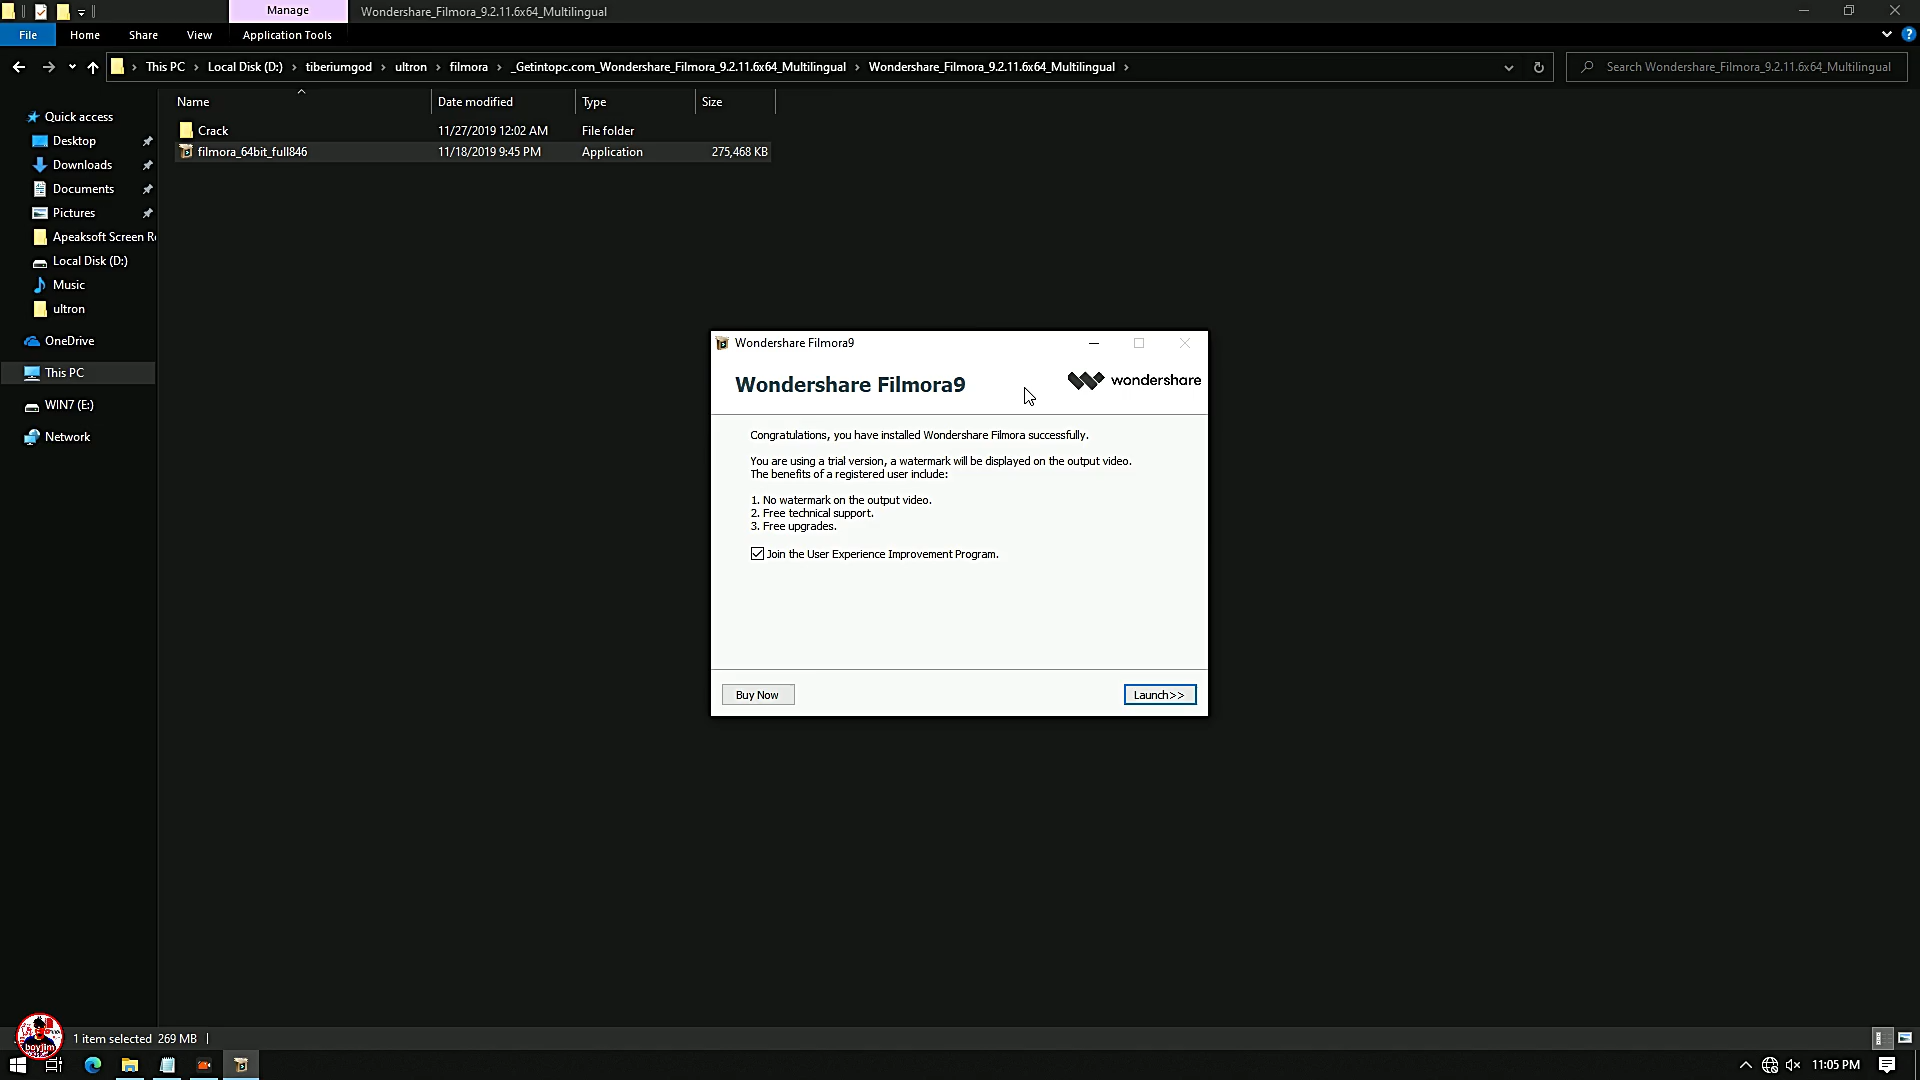 Manage
Wondershare_Filmora_9.2.11.6x64_Multilingual
File
Home
Share
View
Application Tools
This PC
Local Disk (D:)
tiberiumgod
ultron
filmora
_Getintopc.com_Wondershare_Filmora_9.2.11.6x64_Multilingual
Wondershare_Filmora_9.2.11.6x64_Multilingual
Search Wondershare_Filmora_9.2.11.6x64_Multilingual
Name
Date modified
Type
Size
Crack
11/27/2019 12:02 AM
File folder
filmora_64bit_full846
11/18/2019 9:45 PM
Application
275,468 KB
Quick access
Desktop
Downloads
Documents
Pictures
Apeaksoft Screen Re
Local Disk (D:)
Music
ultron
OneDrive
This PC
WIN7 (E:)
Network
Wondershare Filmora9
Wondershare Filmora9
wondershare
Congratulations, you have installed Wondershare Filmora successfully.
You are using a trial version, a watermark will be displayed on the output video.
The benefits of a registered user include:
1. No watermark on the output video.
2. Free technical support.
3. Free upgrades.
Join the User Experience Improvement Program.
Buy Now
Launch>>
1 item selected 269 MB
boyjim
11:05 PM